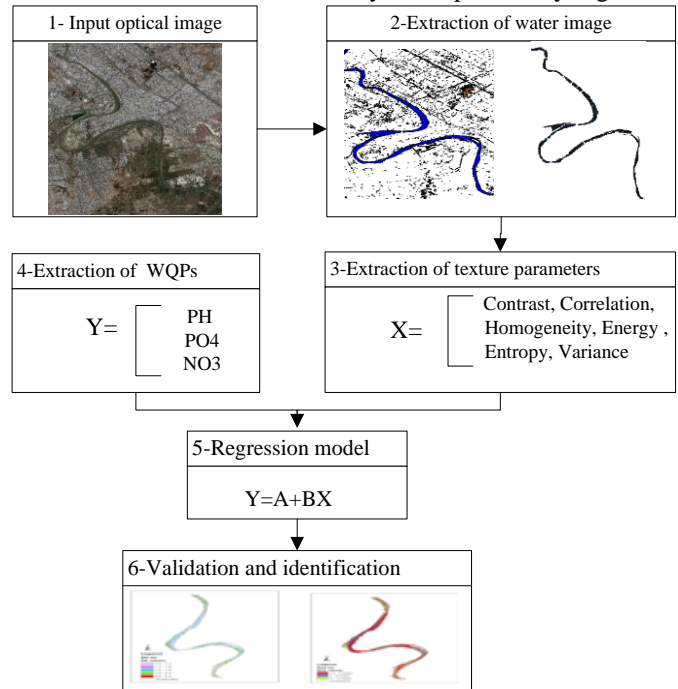 1- Input optical image
2-Extraction of water image
4-Extraction of WQPs
Y=
PH
PO4
NO3
3-Extraction of texture parameters
X=
Contrast, Correlation,
Homogeneity, Energy ,
Entropy, Variance
5-Regression model
Y=A+BX
6-Validation and identification